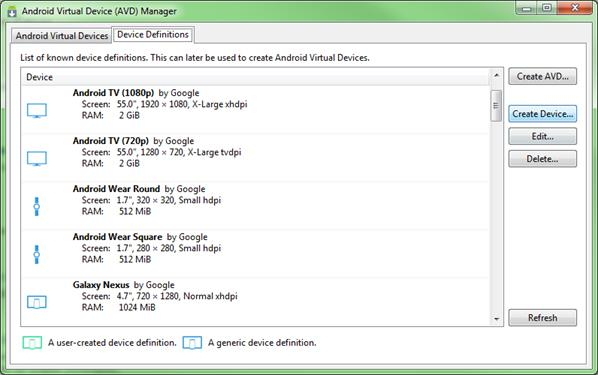 Android Virtual Device (AVD) Manager
Android Virtual Devices
Device Definitions
List of known device definitions. This can later be used to create Android Virtual Devices.
Device
Android TV (1080p) by Google
Screen: 55.0", 1920 × 1080, X-Large xhdpi
RAM: 2 GiB
Android TV (720p) by Google
Screen: 55.0", 1280 × 720, X-Large tvdpi
RAM: 2 GiB
Android Wear Round by Google
Screen: 1.7", 320 × 320, Small hdpi
RAM: 512 MiB
Android Wear Square by Google
Screen: 1.7", 280 × 280, Small hdpi
RAM: 512 MiB
Galaxy Nexus by Google
Screen: 4.7", 720 × 1280, Normal xhdpi
RAM: 1024 MiB
Create AVD...
Create Device...
Edit...
Delete...
Refresh
A user-created device definition.
A generic device definition.